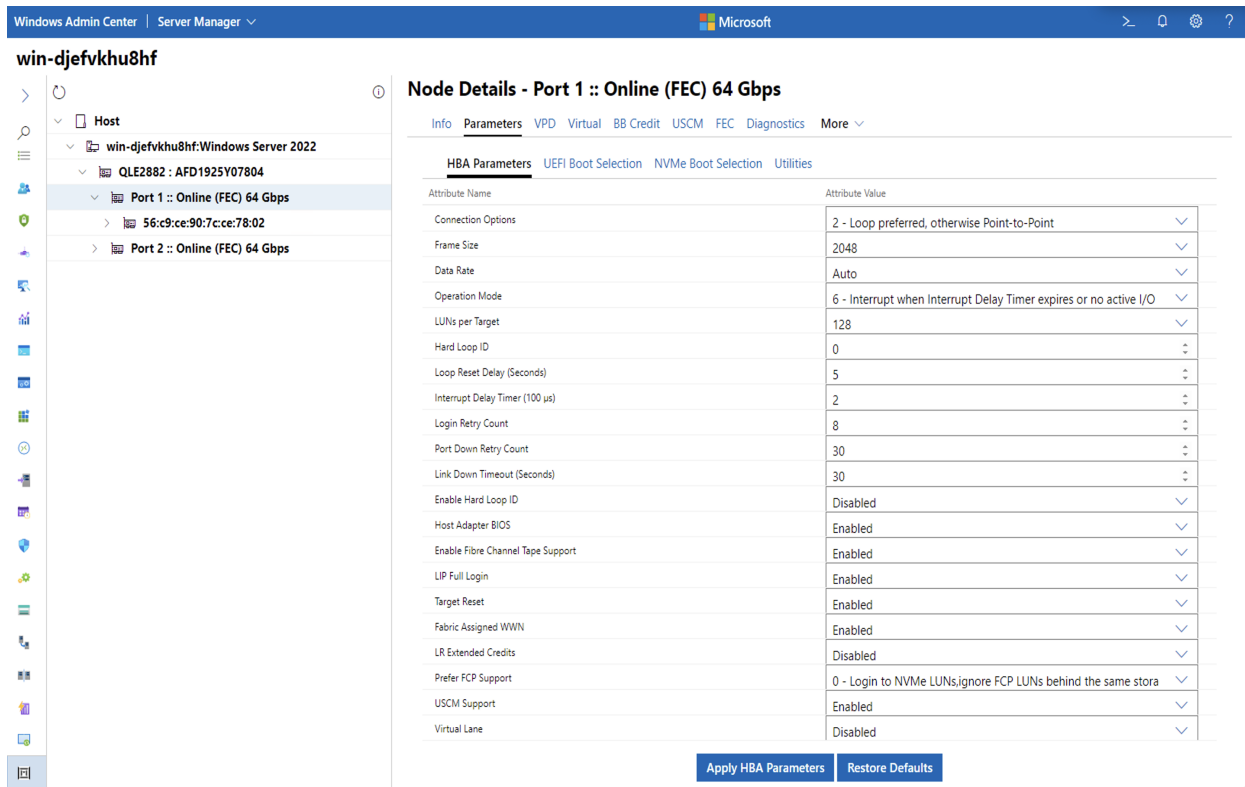 Windows Admin Center | Server Manager
Microsoft
win-djefvkhu8hf
Host
win-djefvkhu8hf:Windows Server 2022
QLE2882 : AFD1925Y07804
Port 1 :: Online (FEC) 64 Gbps
56:c9:ce:90:7c:ce:78:02
Port 2 :: Online (FEC) 64 Gbps
Node Details - Port 1 :: Online (FEC) 64 Gbps
Info Parameters VPD Virtual BB Credit USCM FEC Diagnostics More
HBA Parameters UEFI Boot Selection NVMe Boot Selection Utilities
Attribute Name Attribute Value
Connection Options 2 - Loop preferred, otherwise Point-to-Point
Frame Size 2048
Data Rate Auto
Operation Mode 6 - Interrupt when Interrupt Delay Timer expires or no active I/O
LUNs per Target 128
Hard Loop ID 0
Loop Reset Delay (Seconds) 5
Interrupt Delay Timer (100 µs) 2
Login Retry Count 8
Port Down Retry Count 30
Link Down Timeout (Seconds) 30
Enable Hard Loop ID Disabled
Host Adapter BIOS Enabled
Enable Fibre Channel Tape Support Enabled
LIP Full Login Enabled
Target Reset Enabled
Fabric Assigned WWN Enabled
LR Extended Credits Disabled
Prefer FCP Support 0 - Login to NVMe LUNs,ignore FCP LUNs behind the same stora
USCM Support Enabled
Virtual Lane Disabled
Apply HBA Parameters Restore Defaults